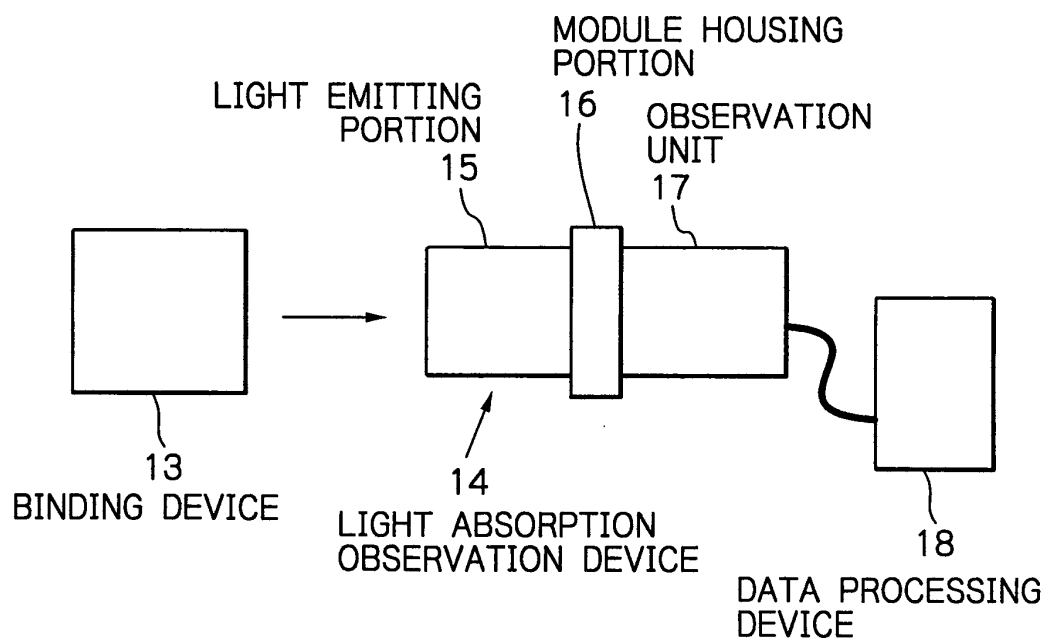 MODULE HOUSING
PORTION
16
LIGHT EMITTING
PORTION
15
OBSERVATION
UNIT
17
13
BINDING DEVICE
14
LIGHT ABSORPTION
OBSERVATION DEVICE
18
DATA PROCESSING
DEVICE